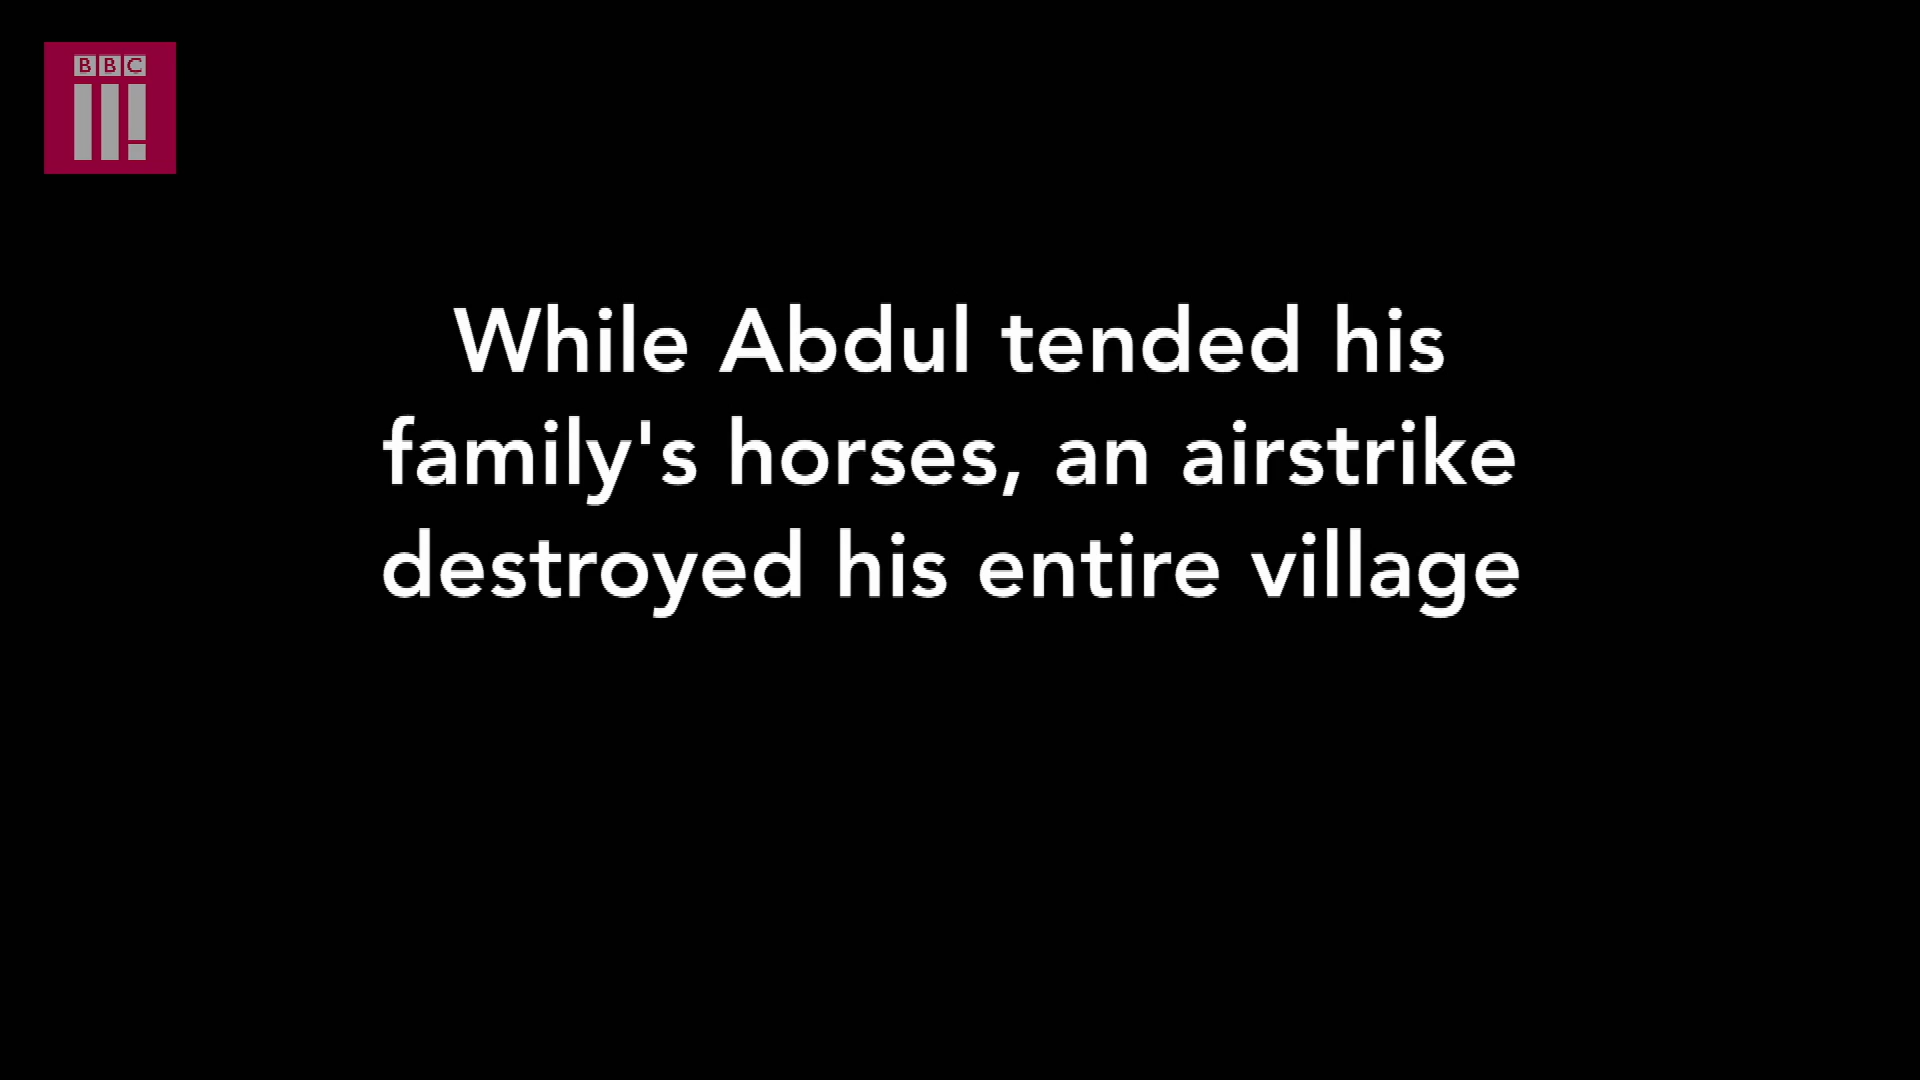 BBC
While Abdul tended his
family's horses, an airstrike
destroyed his entire village